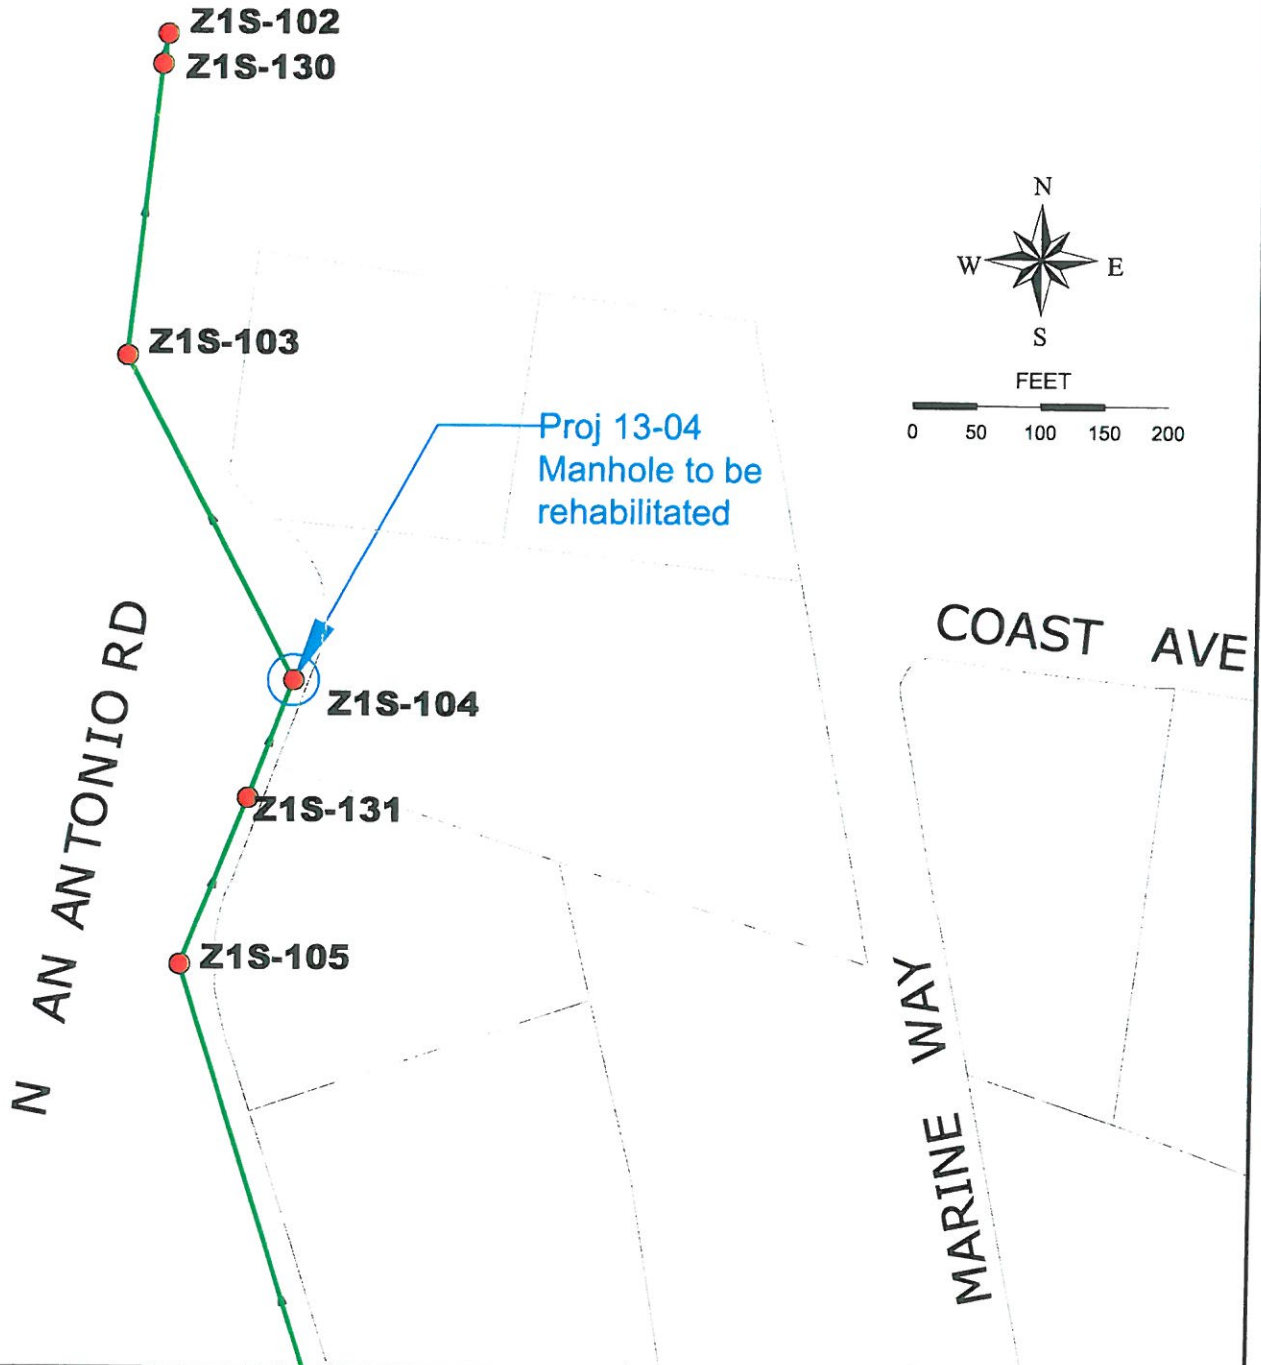 Z1S-102
Z1S-130
N
W E
S
Z1S-103
FEET
0 50 100 150 200
Proj 13-04
Manhole to be
rehabilitated
COAST AVE
Z1S-104
N AN ANTONIO RD
Z1S-131
Z1S-105
MARINE WAY